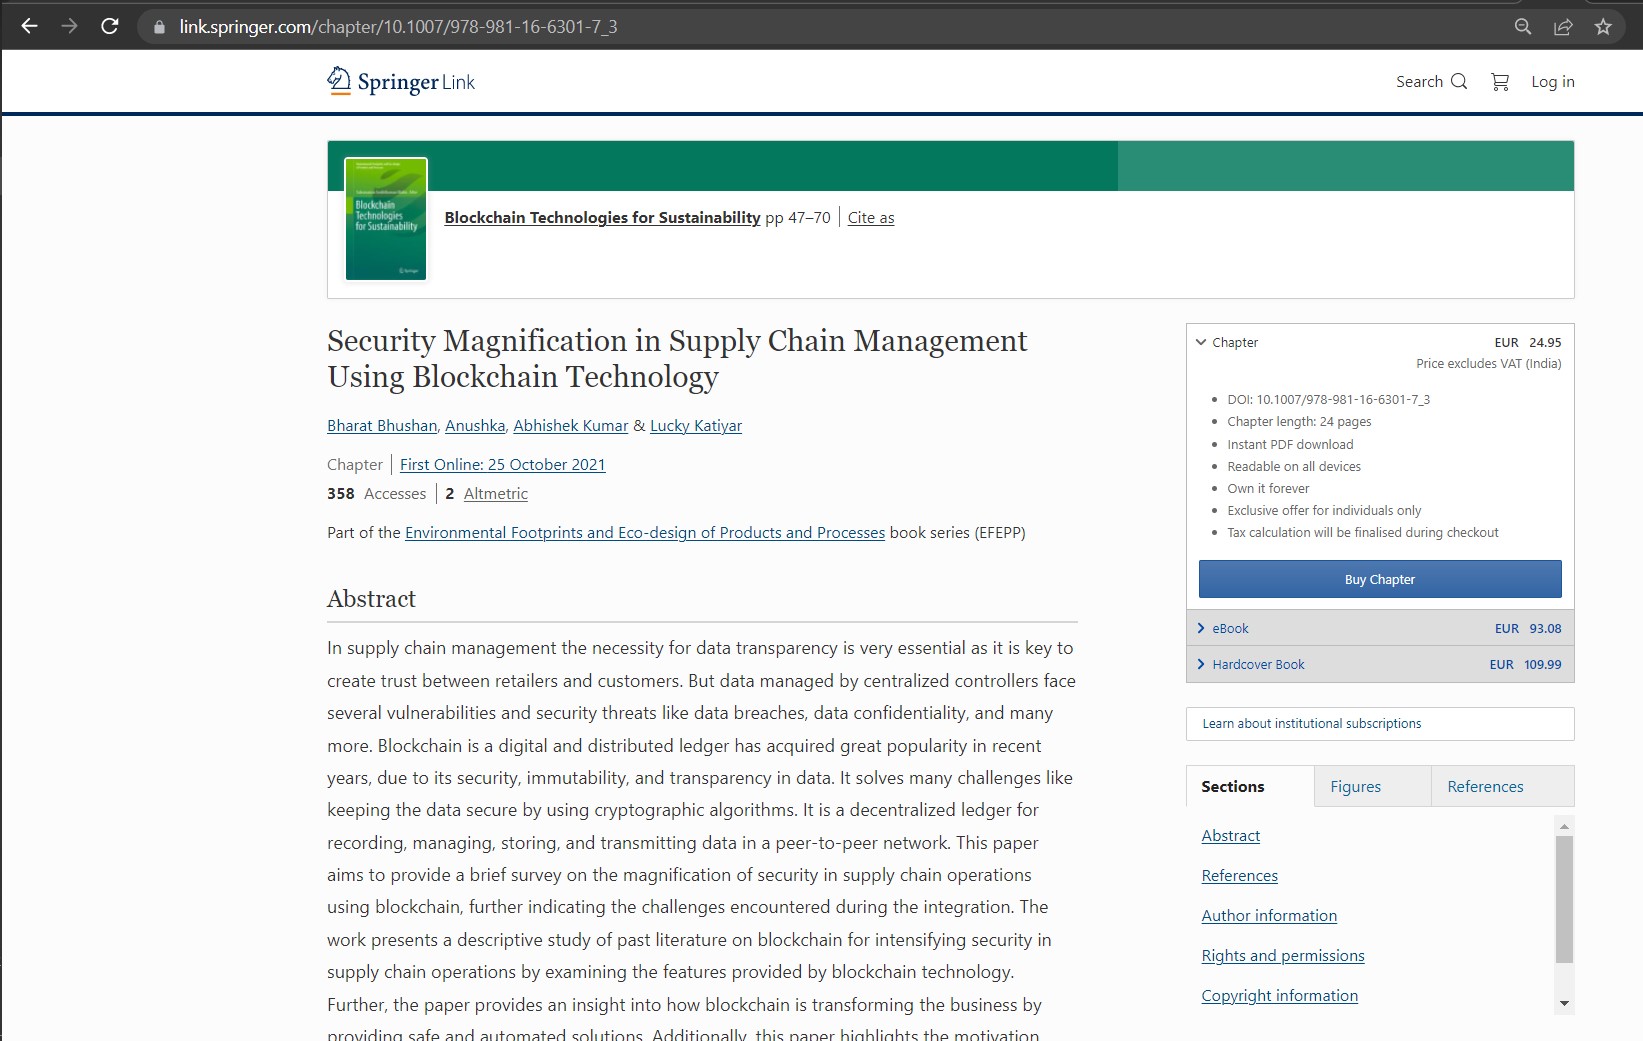 link.springer.com/chapter/10.1007/978-981-16-6301-7_3
Springer Link
Search
Log in
Blockchain
Technologies
for Sustainability
Springer
Blockchain Technologies for Sustainability pp 47–70 | Cite as
Security Magnification in Supply Chain Management
Using Blockchain Technology
Bharat Bhushan, Anushka, Abhishek Kumar & Lucky Katiyar
Chapter | First Online: 25 October 2021
358 Accesses | 2 Altmetric
Part of the Environmental Footprints and Eco-design of Products and Processes book series (EFEPP)
Abstract
In supply chain management the necessity for data transparency is very essential as it is key to
create trust between retailers and customers. But data managed by centralized controllers face
several vulnerabilities and security threats like data breaches, data confidentiality, and many
more. Blockchain is a digital and distributed ledger has acquired great popularity in recent
years, due to its security, immutability, and transparency in data. It solves many challenges like
keeping the data secure by using cryptographic algorithms. It is a decentralized ledger for
recording, managing, storing, and transmitting data in a peer-to-peer network. This paper
aims to provide a brief survey on the magnification of security in supply chain operations
using blockchain, further indicating the challenges encountered during the integration. The
work presents a descriptive study of past literature on blockchain for intensifying security in
supply chain operations by examining the features provided by blockchain technology.
Further, the paper provides an insight into how blockchain is transforming the business by
providing safe and automated solutions. Additionally, this paper highlights the motivation
Chapter EUR 24.95
Price excludes VAT (India)
• DOI: 10.1007/978-981-16-6301-7_3
• Chapter length: 24 pages
• Instant PDF download
• Readable on all devices
• Own it forever
• Exclusive offer for individuals only
• Tax calculation will be finalised during checkout
Buy Chapter
eBook EUR 93.08
Hardcover Book EUR 109.99
Learn about institutional subscriptions
Sections Figures References
Abstract
References
Author information
Rights and permissions
Copyright information